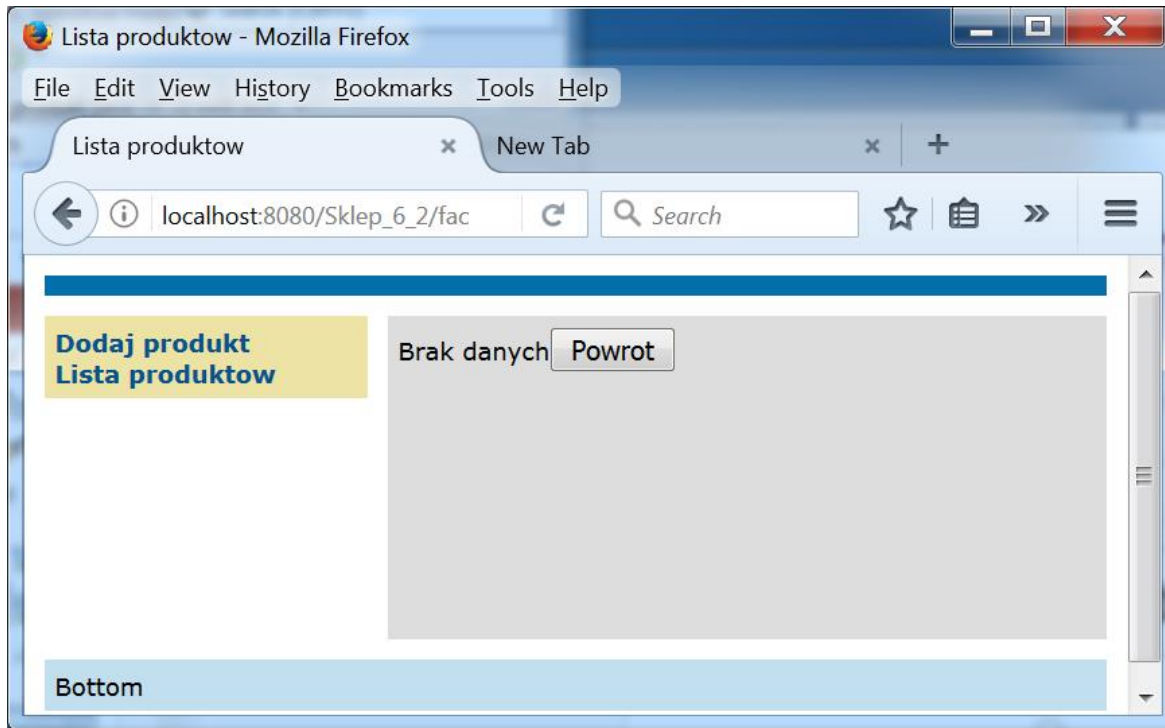 Lista produktow - Mozilla Firefox
File Edit View History Bookmarks Tools Help
Lista produktow
New Tab
localhost:8080/Sklep_6_2/fac
Search
Dodaj produkt
Lista produktow
Brak danych Powrot
Bottom